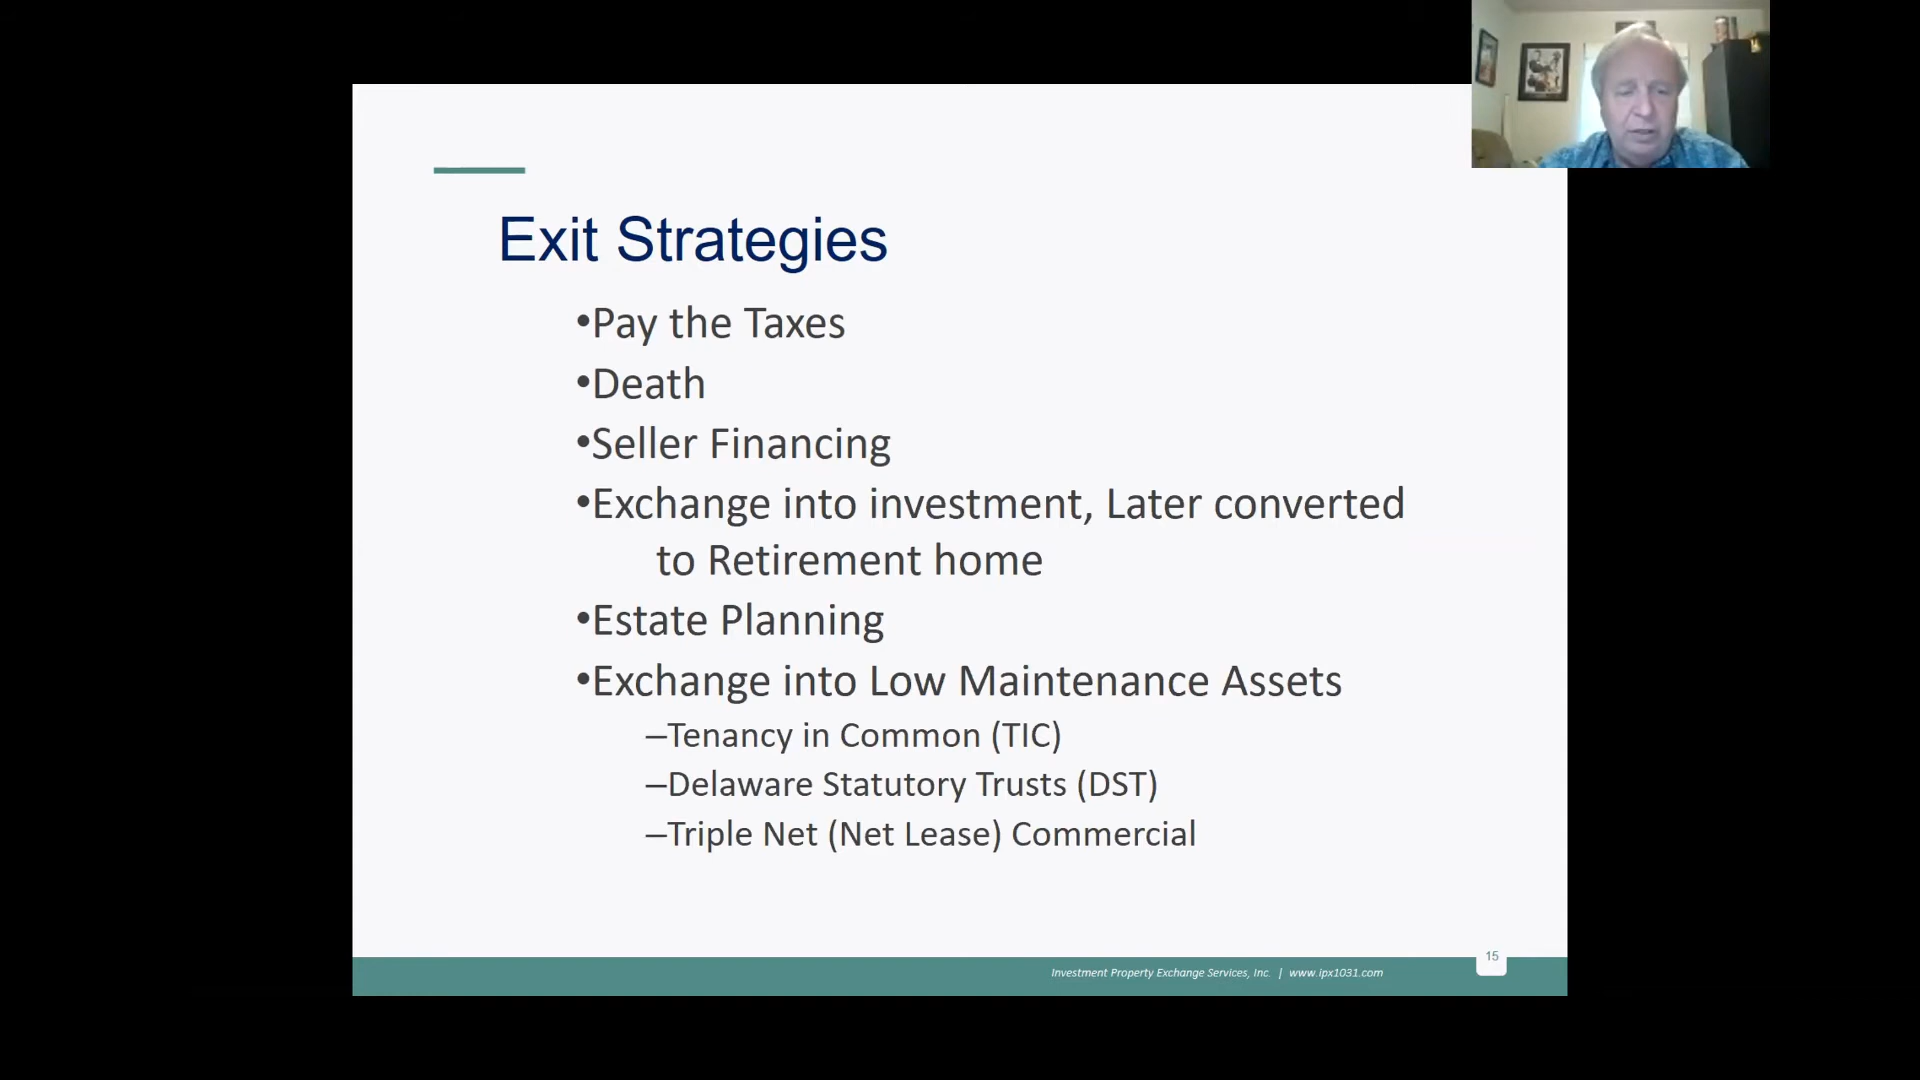 Exit Strategies
•Pay the Taxes
•Death
•Seller Financing
•Exchange into investment, Later converted
to Retirement home
•Estate Planning
•Exchange into Low Maintenance Assets
–Tenancy in Common (TIC)
–Delaware Statutory Trusts (DST)
–Triple Net (Net Lease) Commercial
15
Investment Property Exchange Services, Inc. | www.ipx1031.com